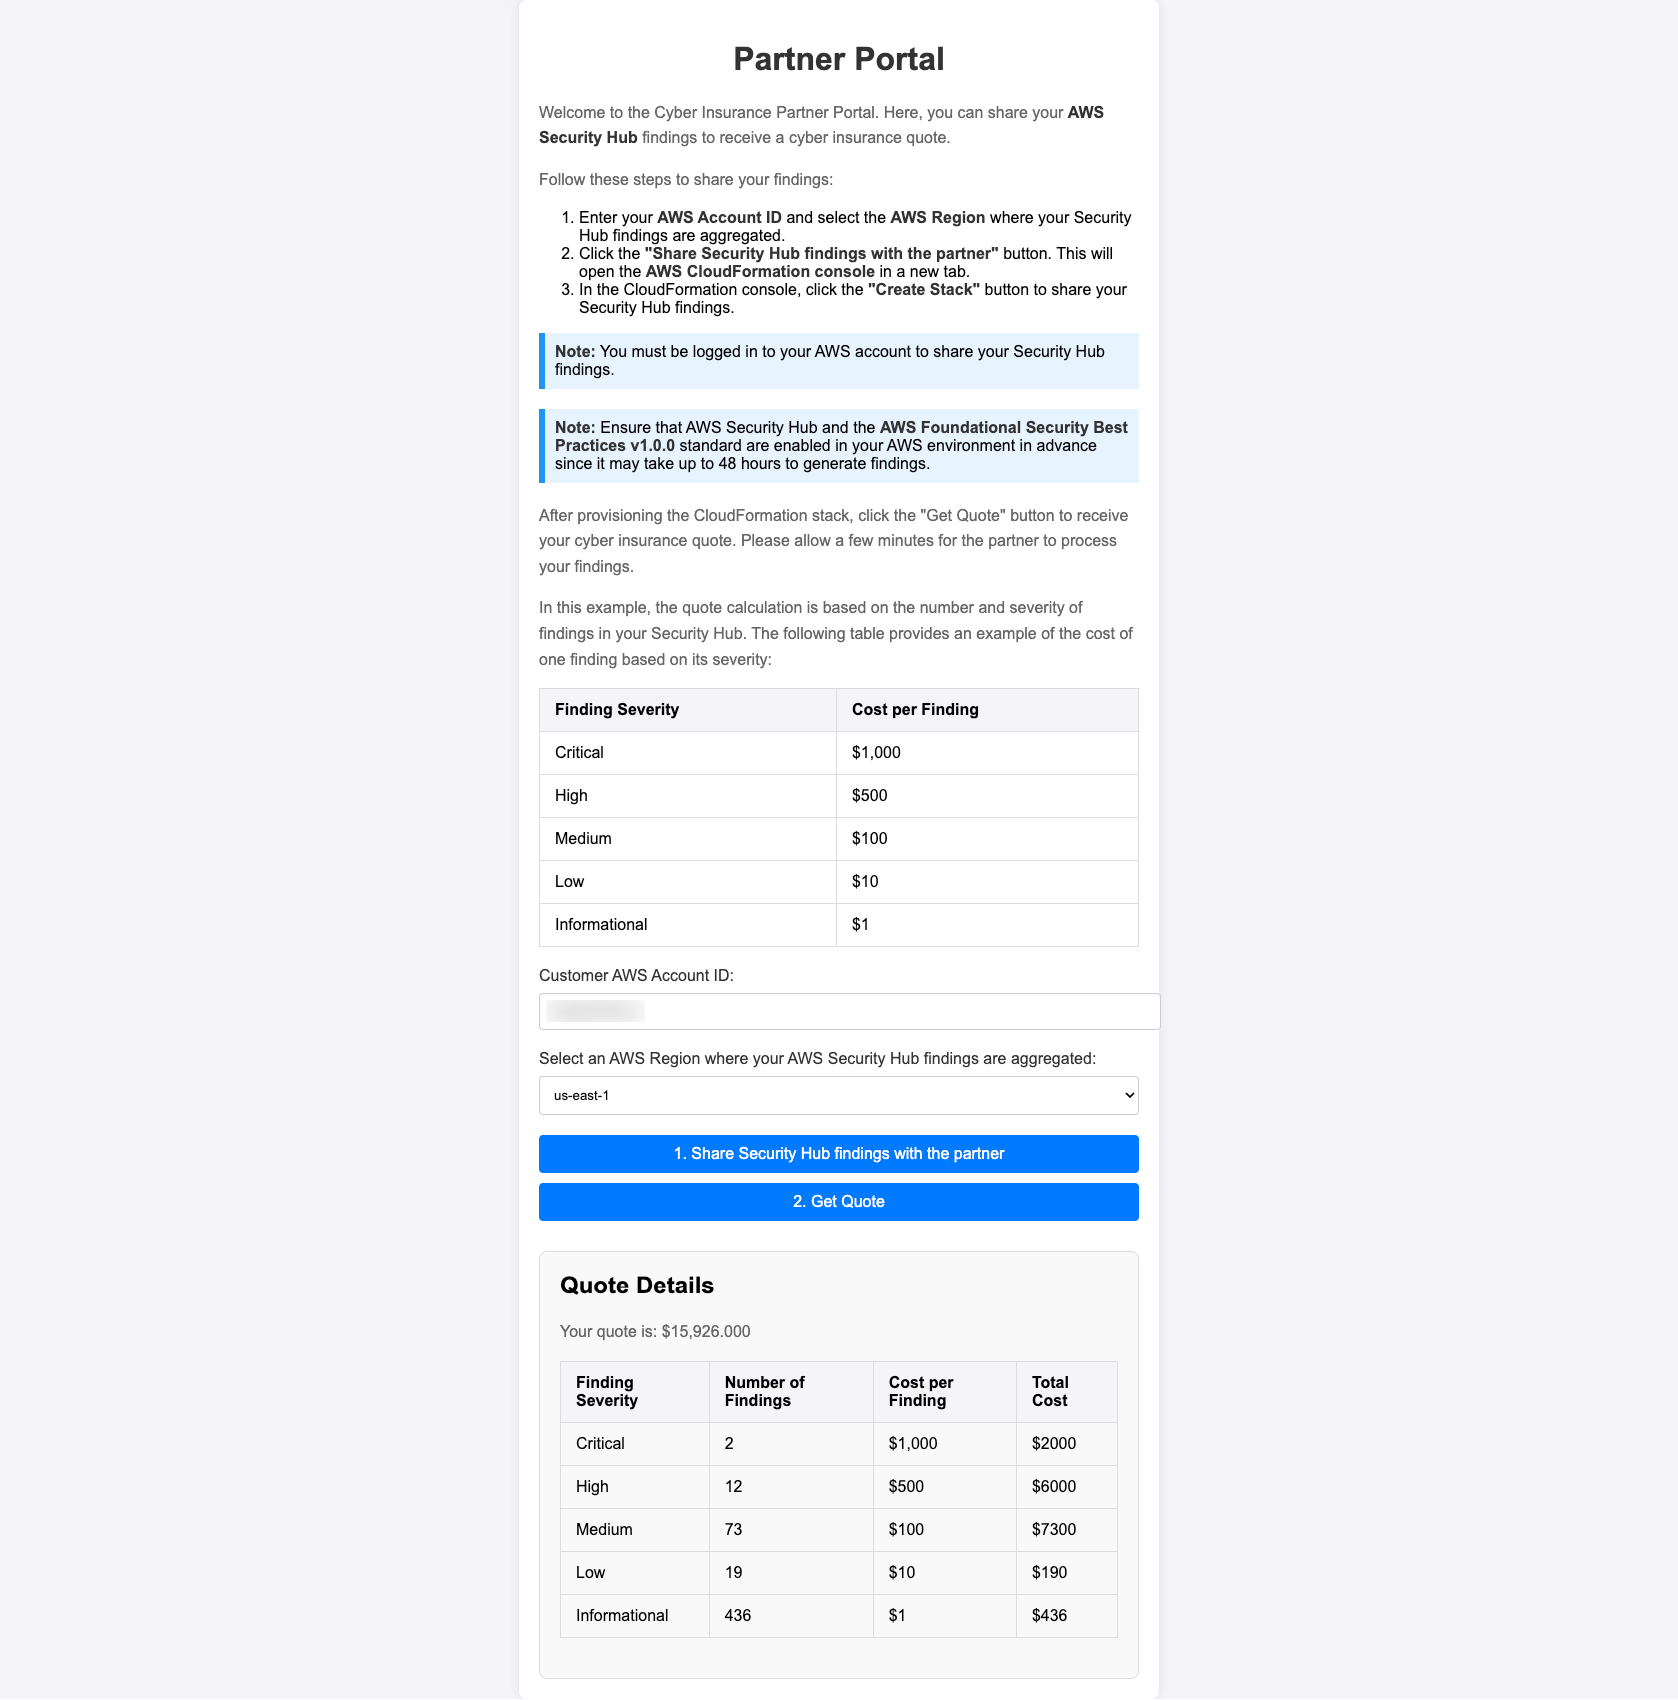 Partner Portal
Welcome to the Cyber Insurance Partner Portal. Here, you can share your AWS
Security Hub findings to receive a cyber insurance quote.
Follow these steps to share your findings:
1. Enter your AWS Account ID and select the AWS Region where your Security
Hub findings are aggregated.
2. Click the "Share Security Hub findings with the partner" button. This will
open the AWS CloudFormation console in a new tab.
3. In the CloudFormation console, click the "Create Stack" button to share your
Security Hub findings.
Note: You must be logged in to your AWS account to share your Security Hub
findings.
Note: Ensure that AWS Security Hub and the AWS Foundational Security Best
Practices v1.0.0 standard are enabled in your AWS environment in advance
since it may take up to 48 hours to generate findings.
After provisioning the CloudFormation stack, click the "Get Quote" button to receive
your cyber insurance quote. Please allow a few minutes for the partner to process
your findings.
In this example, the quote calculation is based on the number and severity of
findings in your Security Hub. The following table provides an example of the cost of
one finding based on its severity:
Finding Severity Cost per Finding
Critical $1,000
High $500
Medium $100
Low $10
Informational $1
Customer AWS Account ID:
Select an AWS Region where your AWS Security Hub findings are aggregated:
us-east-1
1. Share Security Hub findings with the partner
2. Get Quote
Quote Details
Your quote is: $15,926.000
Finding Severity Number of Findings Cost per Finding Total Cost
Critical 2 $1,000 $2000
High 12 $500 $6000
Medium 73 $100 $7300
Low 19 $10 $190
Informational 436 $1 $436